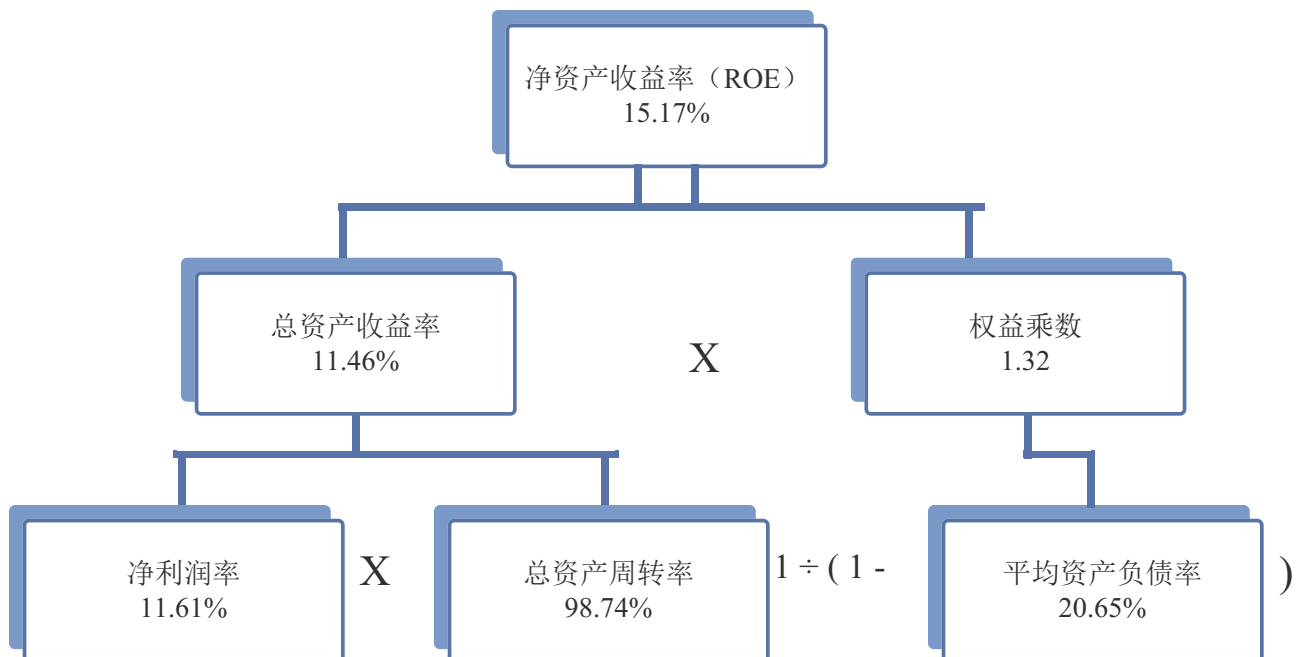 净资产收益率（ROE）
15.17%
总资产收益率
11.46%
X
权益乘数
1.32
净利润率
11.61%
X
总资产周转率
98.74%
1 ÷ ( 1 -
平均资产负债率
20.65%
)